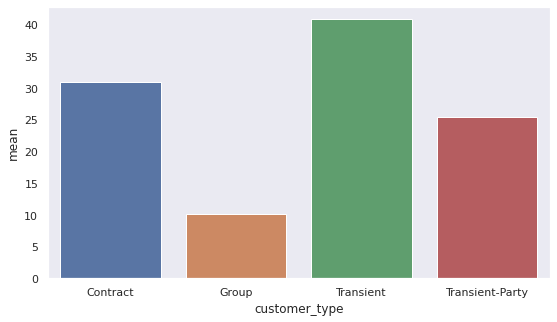 40
35
30
25
20
15
10
5
0
mean
Contract
Group
Transient
Transient-Party
customer_type